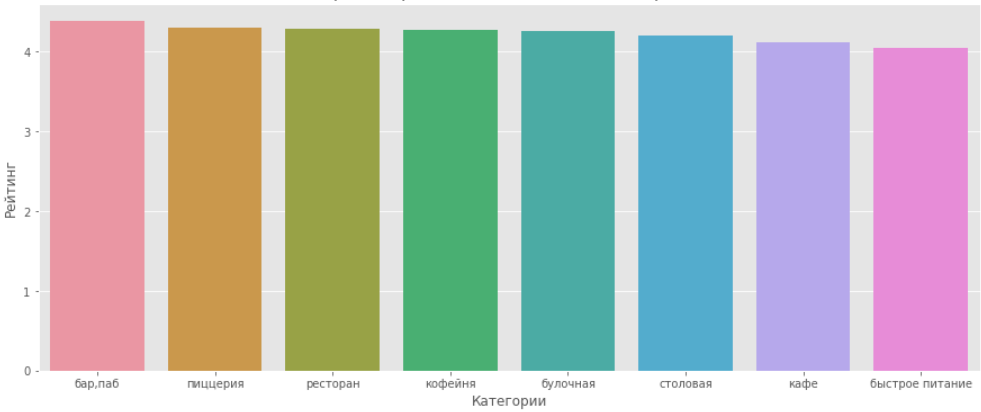 4
3
2
1
0
Рейтинг
бар,паб пиццерия ресторан кофейня булочная столовая кафе быстрое питание
Категории